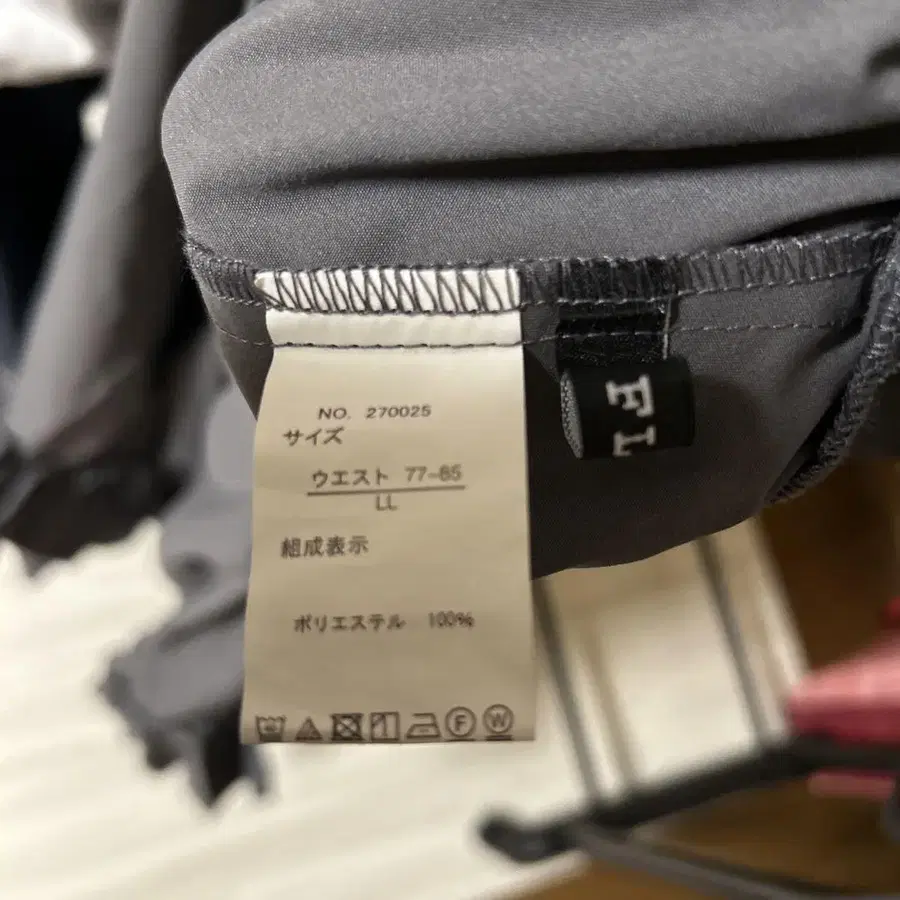 NO. 270025
サイズ
ウエスト 77-85
LL
組成表示
ポリエステル 100%
F W
FL